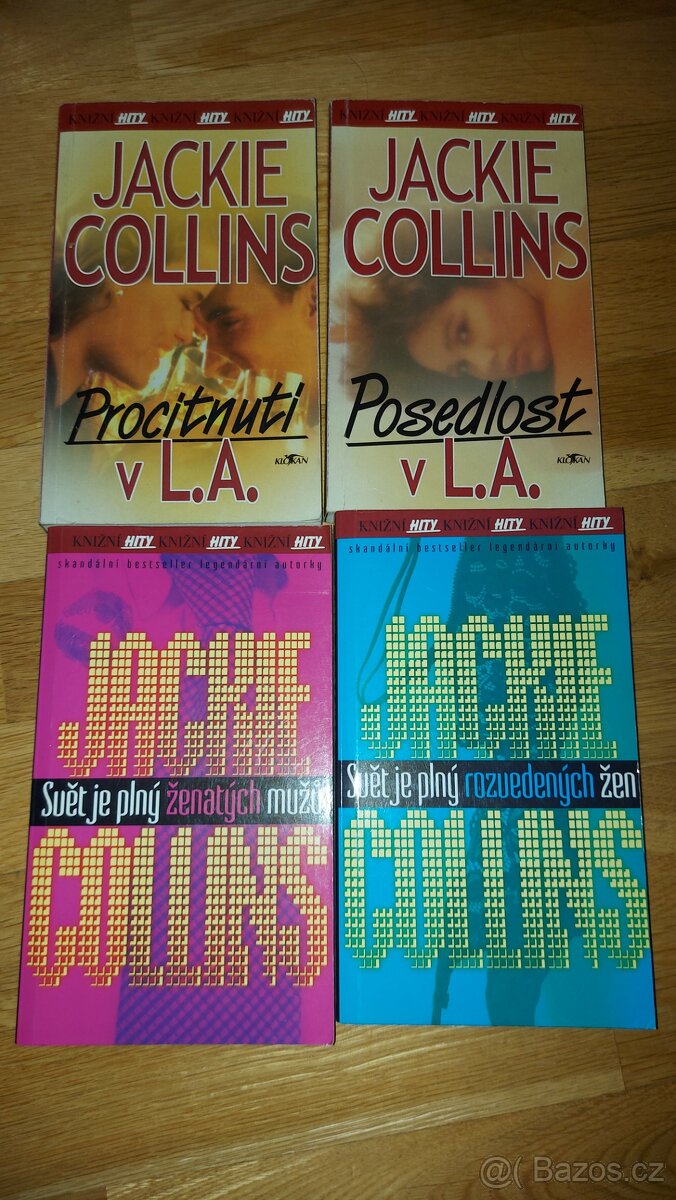 KNIŽNÍ HITY KNIŽNÍ HITY KNIŽNÍ HITY
JACKIE
COLLINS
Procitnutí
v L.A.
KLOKAN
KNIŽNÍ HITY KNIŽNÍ HITY KNIŽNÍ HITY
JACKIE
COLLINS
Posedlost
v L.A.
KLOKAN
KNIŽNÍ HITY KNIŽNÍ HITY KNIŽNÍ HITY
skandální bestseller legendární autorky
JACKIE
Svět je plný ženatých mužů
COLLINS
KNIŽNÍ HITY KNIŽNÍ HITY KNIŽNÍ HITY
skandální bestseller legendární autorky
JACKIE
Svět je plný rozvedených žen
COLLINS
Bazos.cz